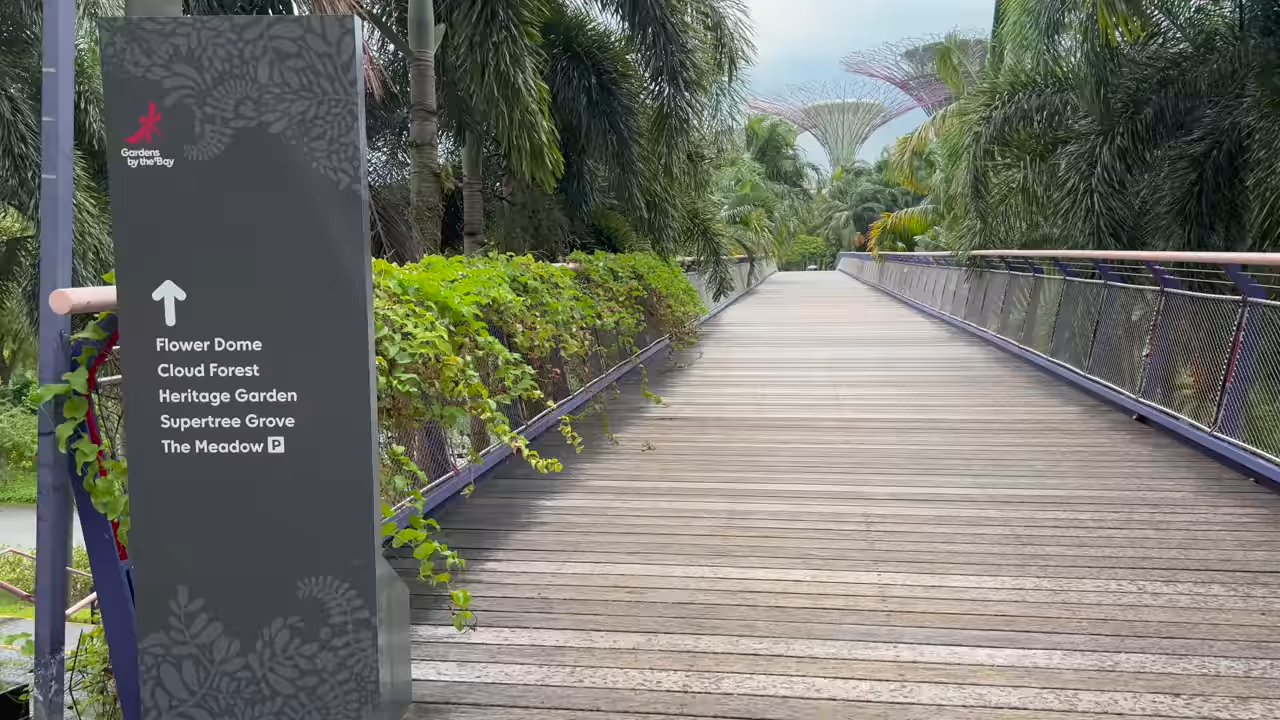 Gardens
by the Bay
Flower Dome
Cloud Forest
Heritage Garden
Supertree Grove
The Meadow P